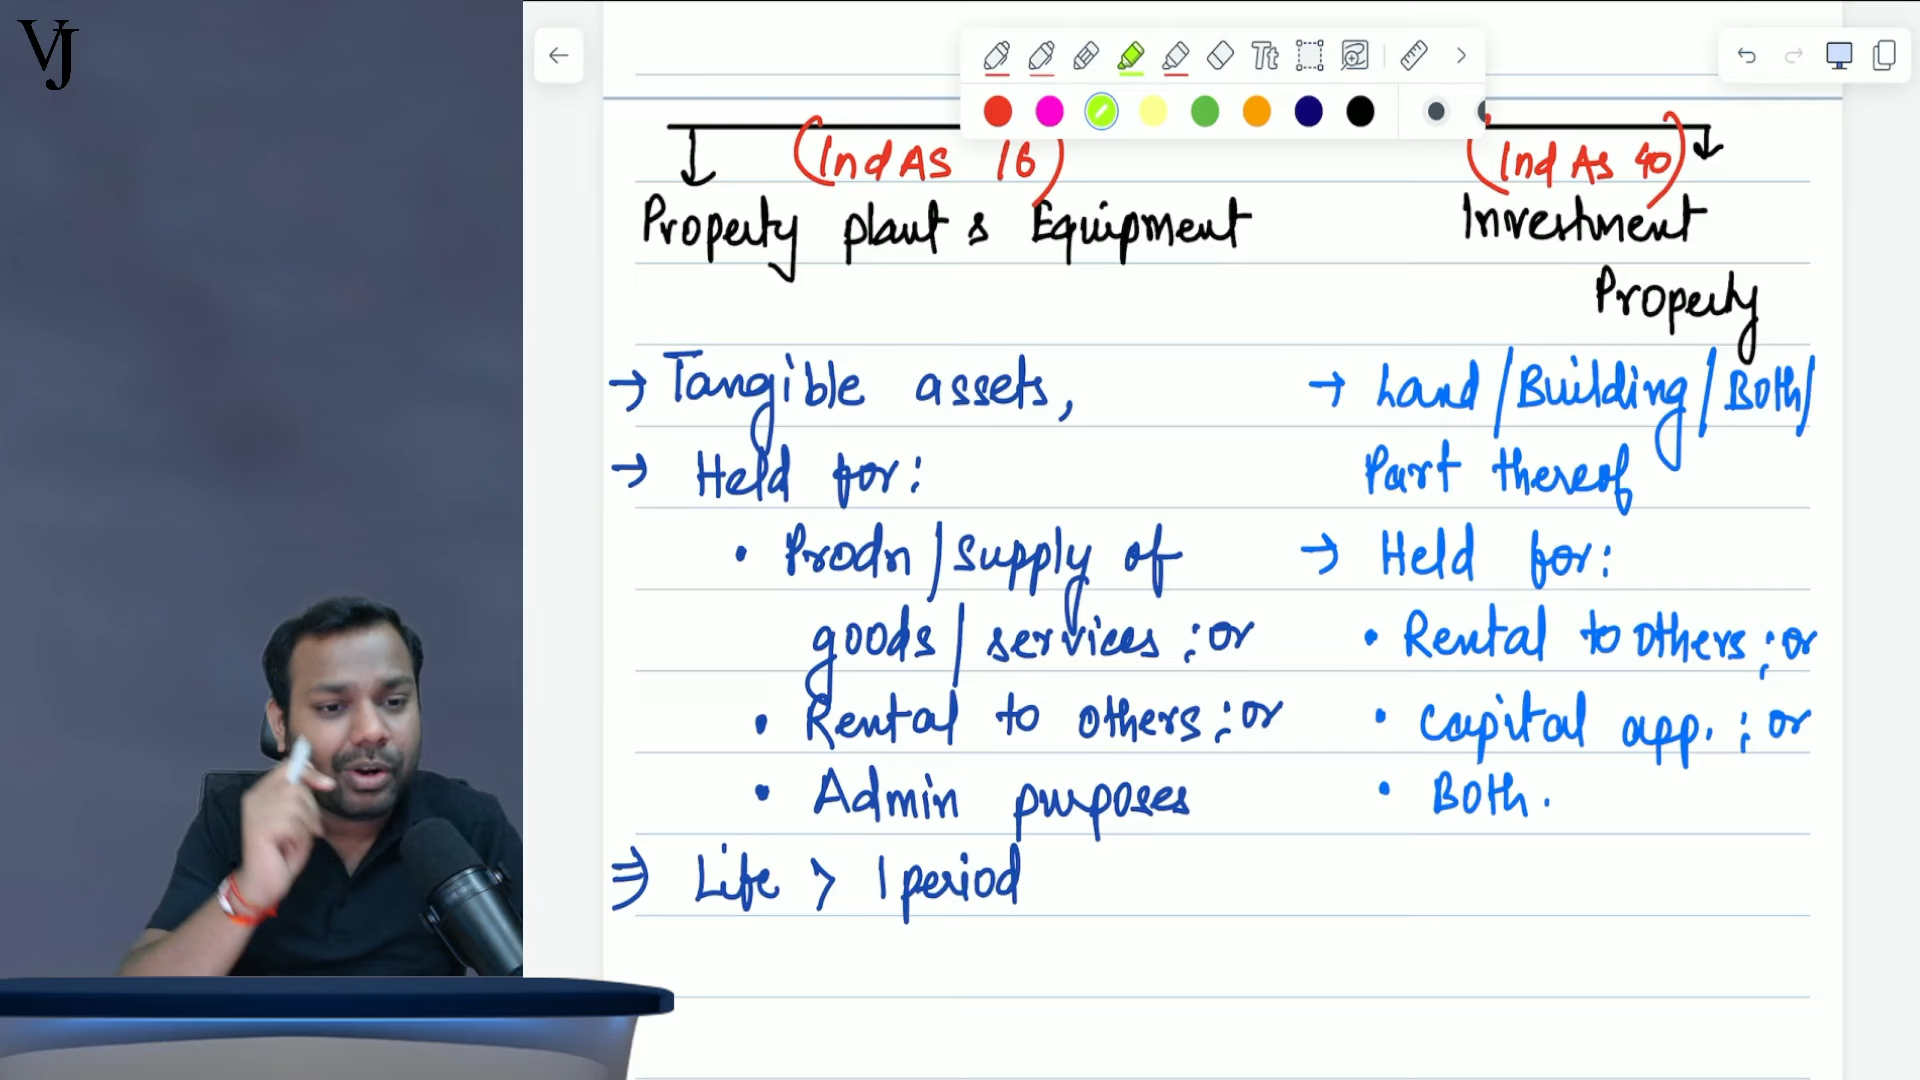 VJ
Tt
(Ind AS 16)
Property plant & Equipment
→ Tangible assets,
→ Held for:
• Prodn/supply of
goods/services ; or
• Rental to others ; or
• Admin purposes
⇒ Life > 1 period
(Ind AS 40)
Investment
Property
→ Land/Building/Both/
Part thereof
→ Held for:
• Rental to others ; or
• Capital app. ; or
• Both.